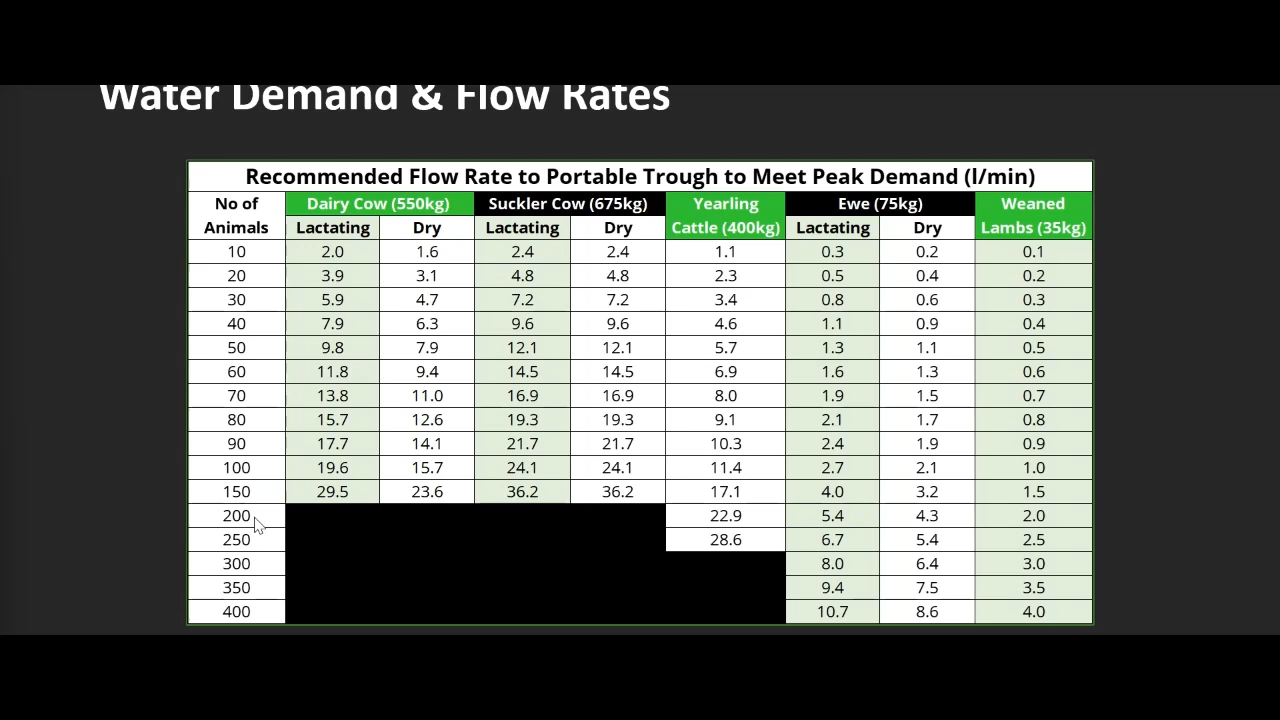 Water Demand & Flow Rates
Recommended Flow Rate to Portable Trough to Meet Peak Demand (l/min)
No of Animals Dairy Cow (550kg) Suckler Cow (675kg) Yearling Cattle (400kg) Ewe (75kg) Weaned Lambs (35kg)
Lactating Dry Lactating Dry Lactating Dry
10 2.0 1.6 2.4 2.4 1.1 0.3 0.2 0.1
20 3.9 3.1 4.8 4.8 2.3 0.5 0.4 0.2
30 5.9 4.7 7.2 7.2 3.4 0.8 0.6 0.3
40 7.9 6.3 9.6 9.6 4.6 1.1 0.9 0.4
50 9.8 7.9 12.1 12.1 5.7 1.3 1.1 0.5
60 11.8 9.4 14.5 14.5 6.9 1.6 1.3 0.6
70 13.8 11.0 16.9 16.9 8.0 1.9 1.5 0.7
80 15.7 12.6 19.3 19.3 9.1 2.1 1.7 0.8
90 17.7 14.1 21.7 21.7 10.3 2.4 1.9 0.9
100 19.6 15.7 24.1 24.1 11.4 2.7 2.1 1.0
150 29.5 23.6 36.2 36.2 17.1 4.0 3.2 1.5
200 22.9 5.4 4.3 2.0
250 28.6 6.7 5.4 2.5
300 8.0 6.4 3.0
350 9.4 7.5 3.5
400 10.7 8.6 4.0